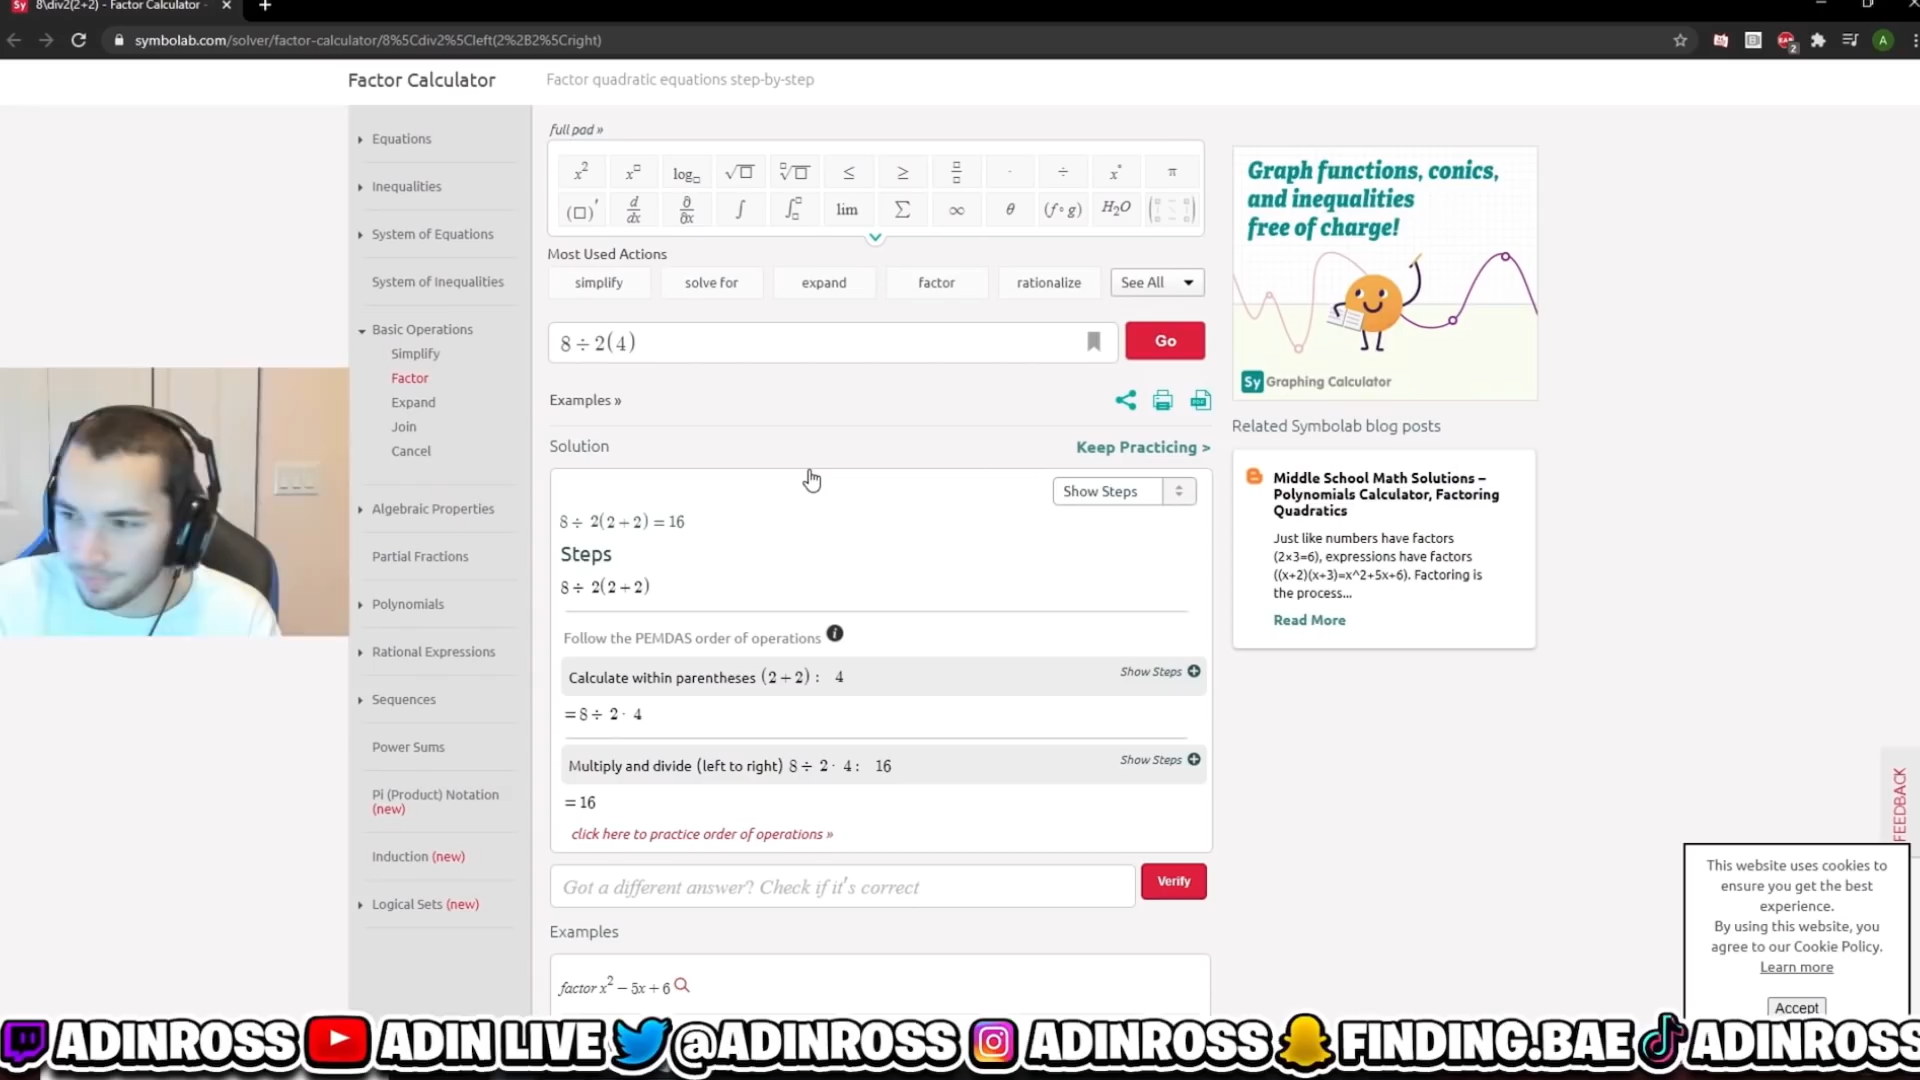 Sy 8\div2(2+2) - Factor Calculator -
symbolab.com/solver/factor-calculator/8%5Cdiv2%5Cleft(2%2B2%5Cright)
2
A
Factor Calculator
Factor quadratic equations step-by-step
Equations
Inequalities
System of Equations
System of Inequalities
Basic Operations
Simplify
Factor
Expand
Join
Cancel
Algebraic Properties
Partial Fractions
Polynomials
Rational Expressions
Sequences
Power Sums
Pi (Product) Notation
(new)
Induction (new)
Logical Sets (new)
full pad »
x² x^□ log□ √□ ^□√□ ≤ ≥ □/□ · ÷ x° π
(□)' d/dx ∂/∂x ∫ ∫□^□ lim Σ ∞ θ (f∘g) H₂O
Most Used Actions
simplify solve for expand factor rationalize See All
8÷2(4)
Go
Examples »
Solution
Keep Practicing >
Show Steps
8÷ 2(2+2)=16
Steps
8÷ 2(2+2)
Follow the PEMDAS order of operations i
Calculate within parentheses (2+2): 4
Show Steps
=8÷ 2· 4
Multiply and divide (left to right) 8÷ 2· 4: 16
Show Steps
=16
click here to practice order of operations »
Got a different answer? Check if it's correct
Verify
Examples
factor x²−5x+6
Graph functions, conics,
and inequalities
free of charge!
Sy Graphing Calculator
Related Symbolab blog posts
Middle School Math Solutions –
Polynomials Calculator, Factoring
Quadratics
Just like numbers have factors
(2×3=6), expressions have factors
((x+2)(x+3)=x^2+5x+6). Factoring is
the process...
Read More
FEEDBACK
This website uses cookies to
ensure you get the best
experience.
By using this website, you
agree to our Cookie Policy.
Learn more
Accept
ADINROSS ADIN LIVE @ADINROSS ADINROSS FINDING.BAE ADINROSS